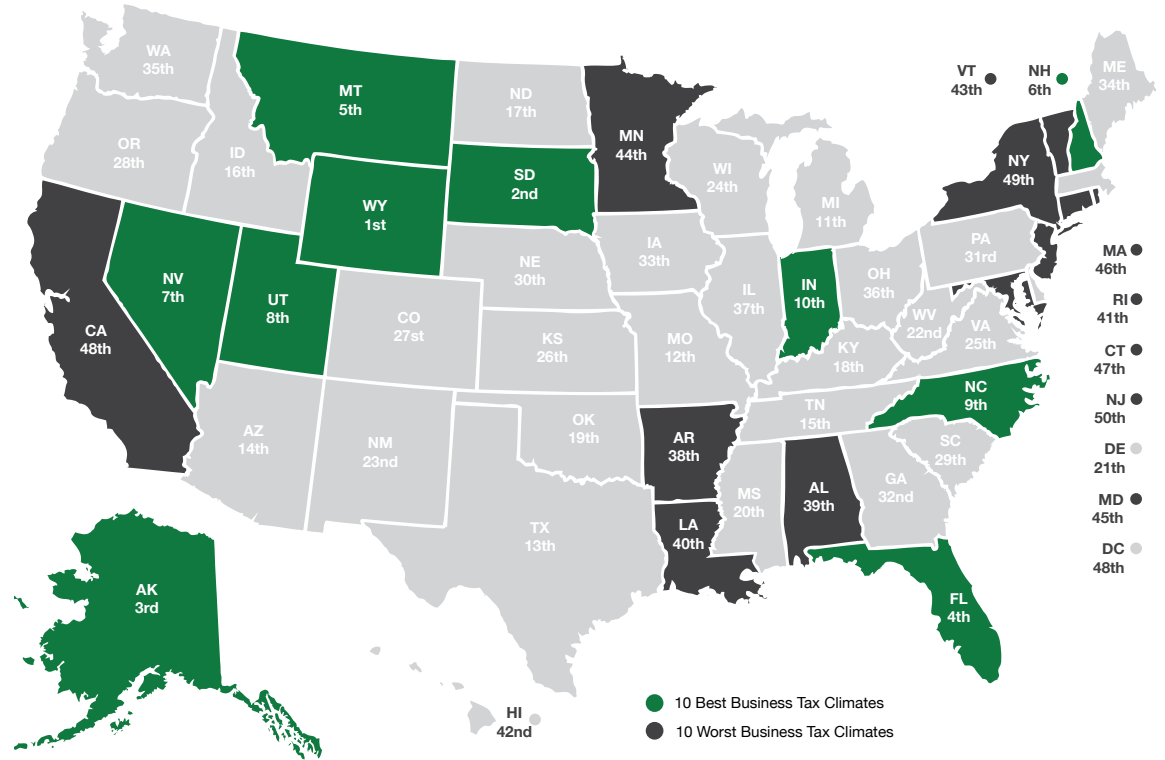 WA
35th
MT
5th
ND
17th
MN
44th
VT
43th
NH
6th
ME
34th
OR
28th
ID
16th
SD
2nd
WI
24th
NY
49th
WY
1st
MI
11th
NV
7th
UT
8th
NE
30th
IA
33th
PA
31rd
MA
46th
CA
48th
CO
27st
KS
26th
MO
12th
IL
37th
IN
10th
OH
36th
WV
22nd
VA
25th
RI
41th
KY
18th
CT
47th
AZ
14th
NM
23nd
OK
19th
AR
38th
TN
15th
NC
9th
NJ
50th
SC
29th
DE
21th
TX
13th
LA
40th
MS
20th
AL
39th
GA
32nd
MD
45th
DC
48th
AK
3rd
FL
4th
HI
42nd
10 Best Business Tax Climates
10 Worst Business Tax Climates